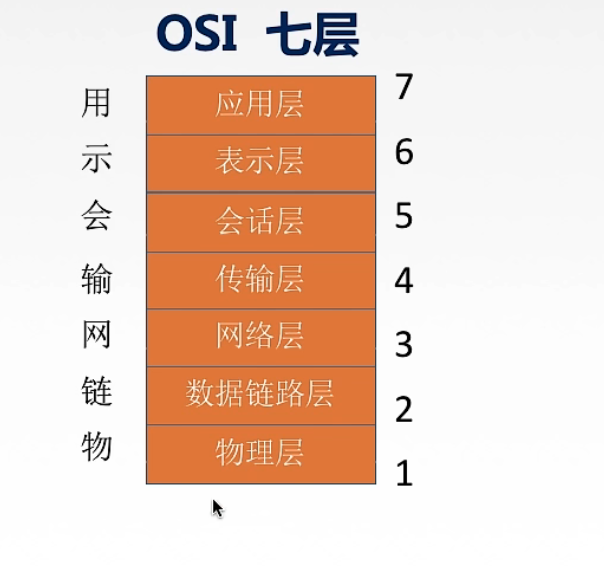 OSI 七层
用 应用层 7
示 表示层 6
会 会话层 5
输 传输层 4
网 网络层 3
链 数据链路层 2
物 物理层 1